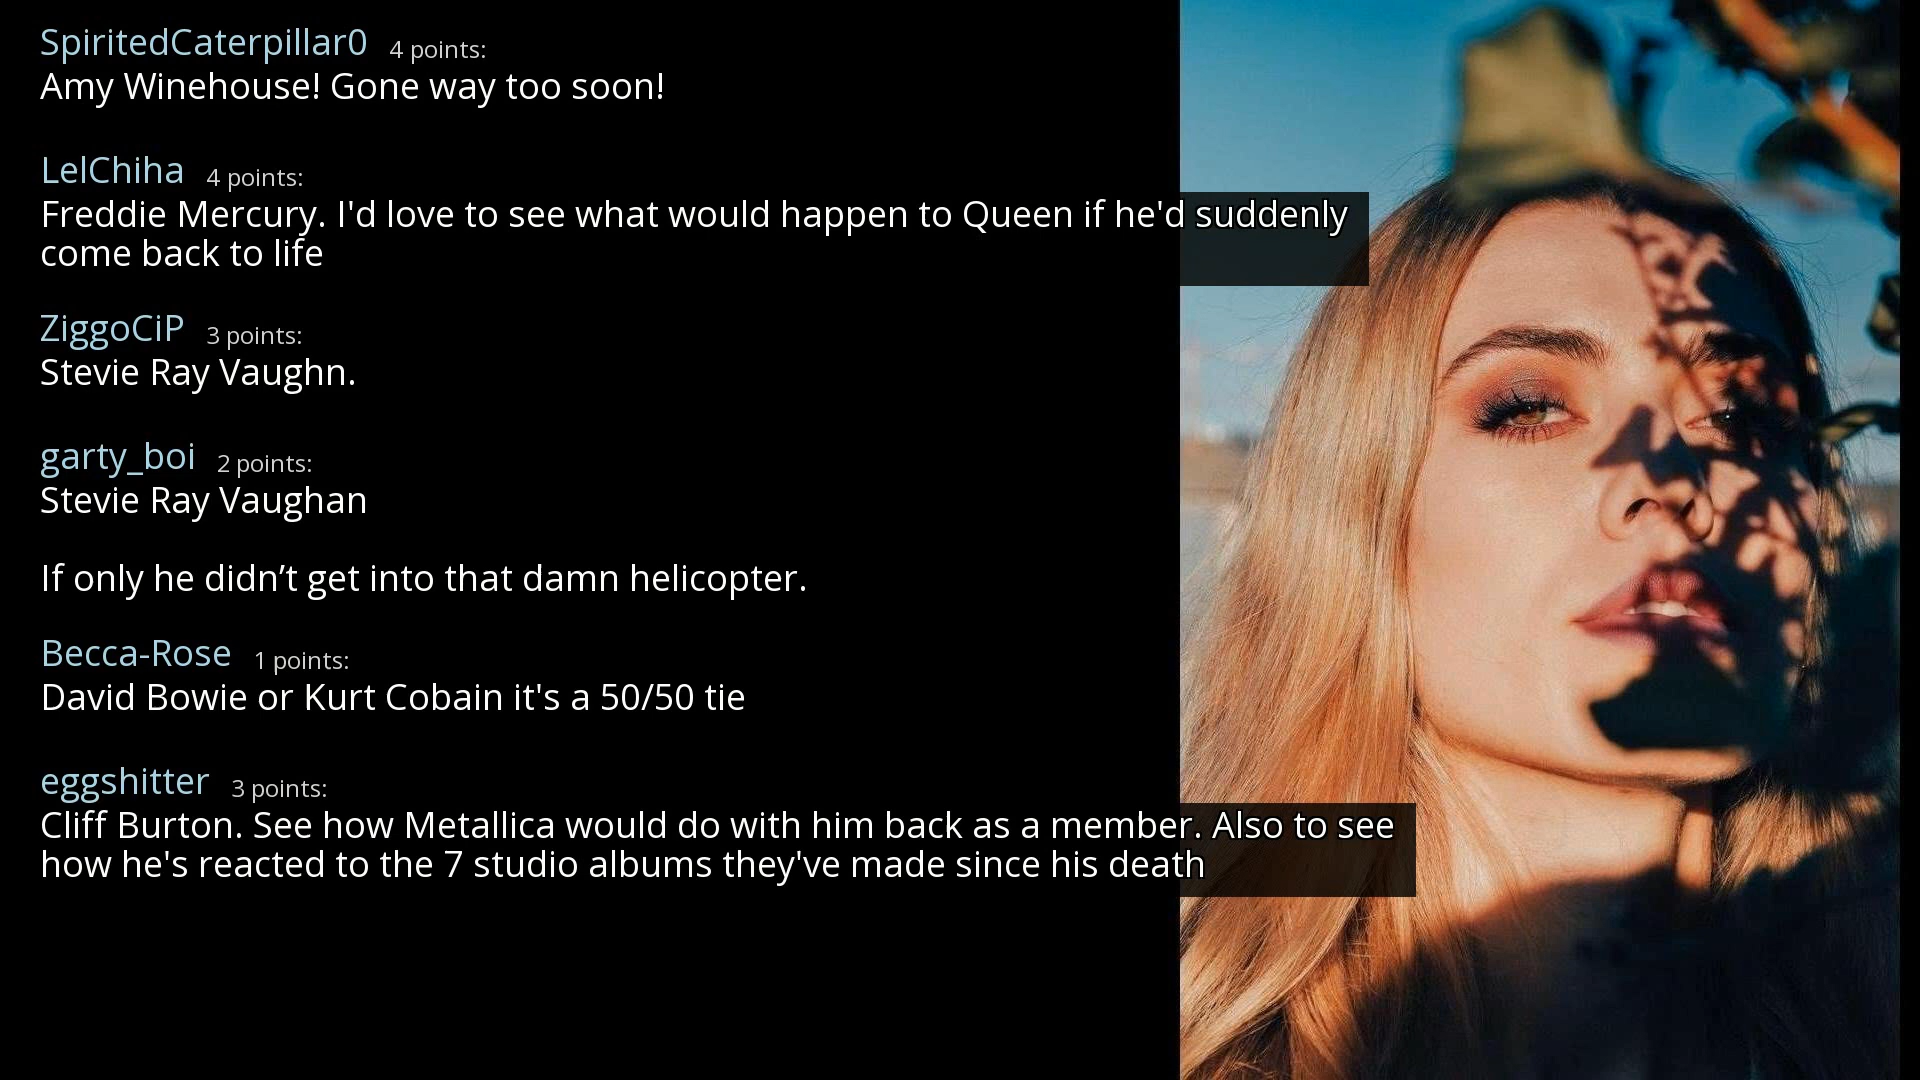 SpiritedCaterpillar0 4 points:
Amy Winehouse! Gone way too soon!
LelChiha 4 points:
Freddie Mercury. I'd love to see what would happen to Queen if he'd suddenly
come back to life
ZiggoCiP 3 points:
Stevie Ray Vaughn.
garty_boi 2 points:
Stevie Ray Vaughan
If only he didn’t get into that damn helicopter.
Becca-Rose 1 points:
David Bowie or Kurt Cobain it's a 50/50 tie
eggshitter 3 points:
Cliff Burton. See how Metallica would do with him back as a member. Also to see
how he's reacted to the 7 studio albums they've made since his death